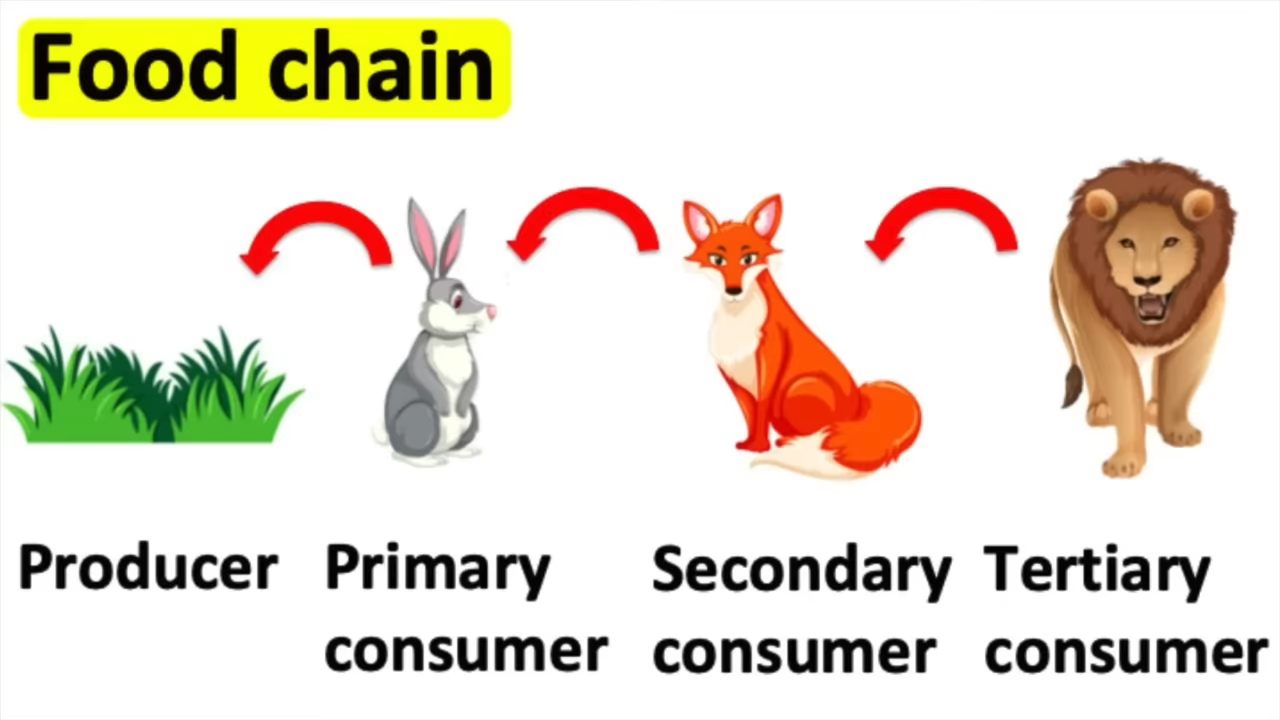 Food chain
Producer
Primary
consumer
Secondary
consumer
Tertiary
consumer